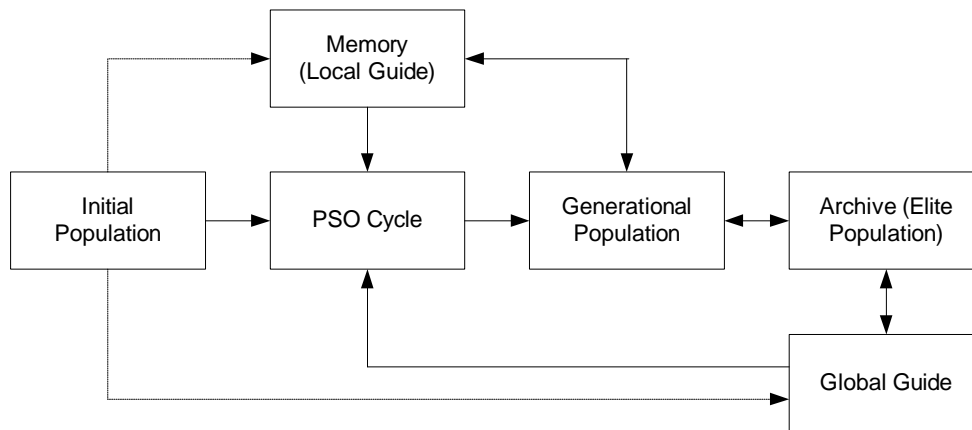 Memory
(Local Guide)
Initial
Population
PSO Cycle
Generational
Population
Archive (Elite
Population)
Global Guide